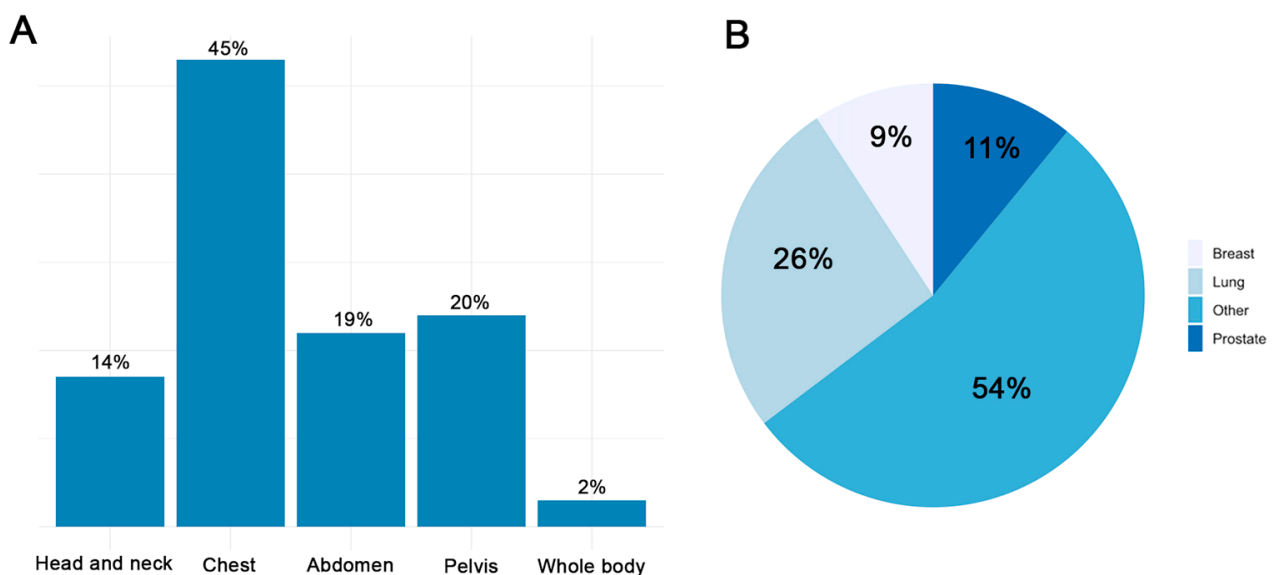 A
45%
14%
19%
20%
2%
Head and neck
Chest
Abdomen
Pelvis
Whole body
B
9%
11%
26%
54%
Breast
Lung
Other
Prostate